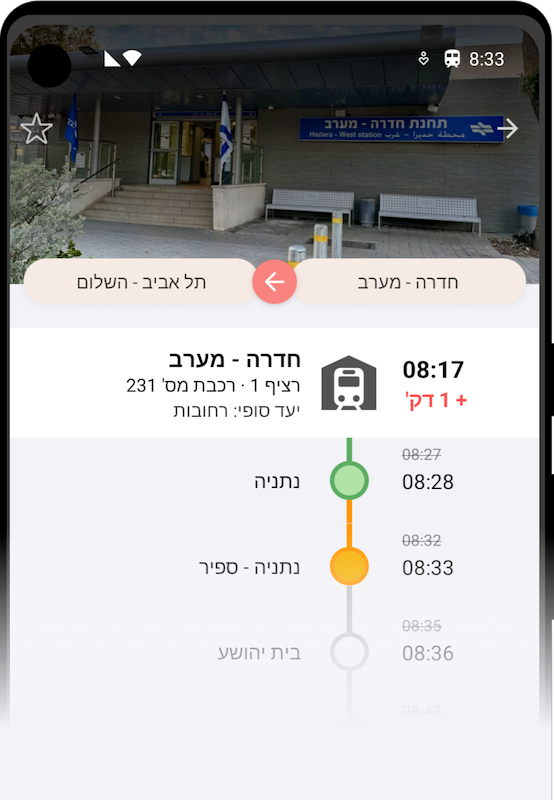 8:33
תחנת חדרה - מערב
Hadera - West station - محطة حديرا - غرب
חדרה - מערב
תל אביב - השלום
08:17
+ 1 דק'
חדרה - מערב
רציף 1 · רכבת מס' 231
יעד סופי: רחובות
08:27
08:28
נתניה
08:32
08:33
נתניה - ספיר
08:35
08:36
בית יהושע
08:43